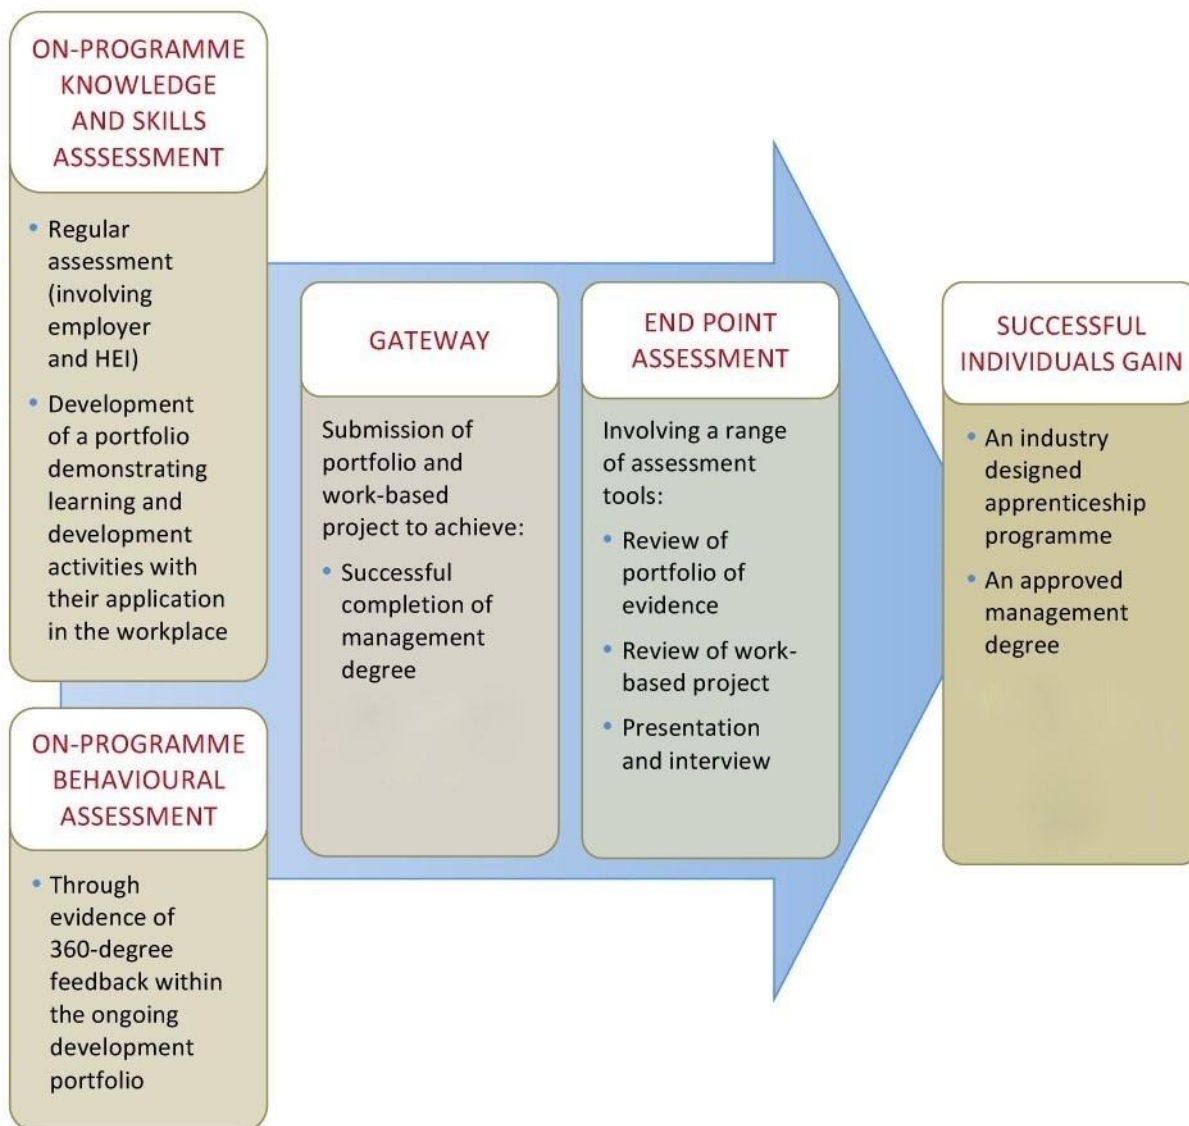 ON-PROGRAMME
KNOWLEDGE
AND SKILLS
ASSSESSMENT
• Regular
assessment
(involving
employer
and HEI)
• Development
of a portfolio
demonstrating
learning and
development
activities with
their application
in the workplace
ON-PROGRAMME
BEHAVIOURAL
ASSESSMENT
• Through
evidence of
360-degree
feedback within
the ongoing
development
portfolio
GATEWAY
Submission of
portfolio and
work-based
project to achieve:
• Successful
completion of
management
degree
END POINT
ASSESSMENT
Involving a range
of assessment
tools:
• Review of
portfolio of
evidence
• Review of work-
based project
• Presentation
and interview
SUCCESSFUL
INDIVIDUALS GAIN
• An industry
designed
apprenticeship
programme
• An approved
management
degree